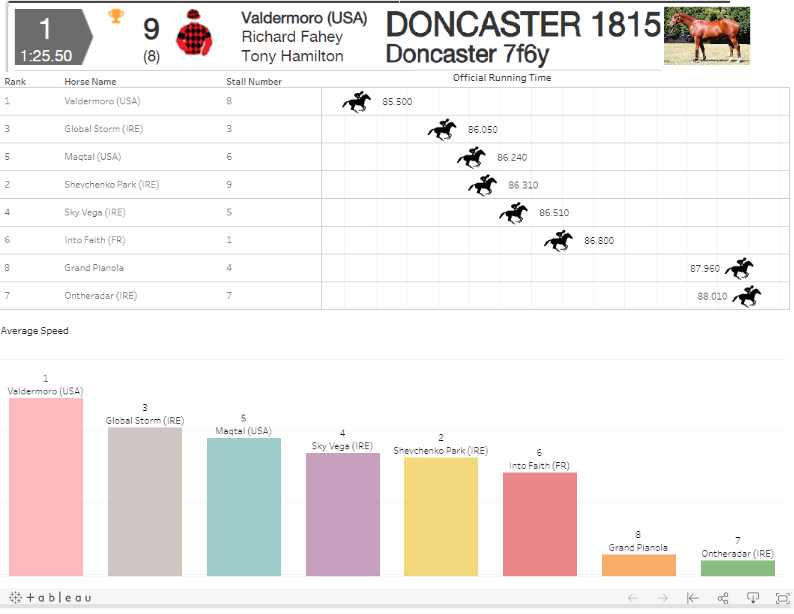 1
1:25.50
9
(8)
Valdermoro (USA)
Richard Fahey
Tony Hamilton
DONCASTER 1815
Doncaster 7f6y
Rank Horse Name Stall Number Official Running Time
1 Valdermoro (USA) 8 85.500
3 Global Storm (IRE) 3 86.050
5 Maqtal (USA) 6 86.240
2 Shevchenko Park (IRE) 9 86.310
4 Sky Vega (IRE) 5 86.510
6 Into Faith (FR) 1 86.800
8 Grand Pianola 4 87.960
7 Ontheradar (IRE) 7 88.010
Average Speed
1
Valdermoro (USA)
3
Global Storm (IRE)
5
Maqtal (USA)
4
Sky Vega (IRE)
2
Shevchenko Park (IRE)
6
Into Faith (FR)
8
Grand Pianola
7
Ontheradar (IRE)
+ a b | e a u